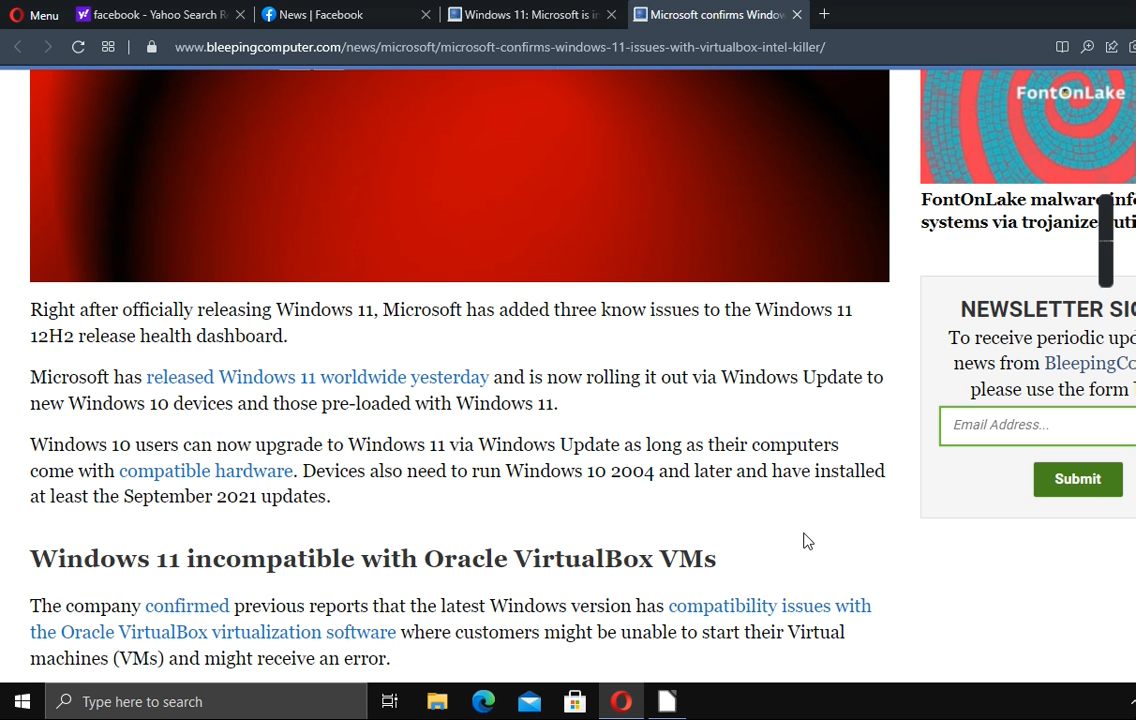 Menu
facebook - Yahoo Search R
News | Facebook
Windows 11: Microsoft is i
Microsoft confirms Window
www.bleepingcomputer.com/news/microsoft/microsoft-confirms-windows-11-issues-with-virtualbox-intel-killer/
FontOnLake
FontOnLake malware inf
systems via trojanize uti
Right after officially releasing Windows 11, Microsoft has added three know issues to the Windows 11
12H2 release health dashboard.
Microsoft has released Windows 11 worldwide yesterday and is now rolling it out via Windows Update to
new Windows 10 devices and those pre-loaded with Windows 11.
Windows 10 users can now upgrade to Windows 11 via Windows Update as long as their computers
come with compatible hardware. Devices also need to run Windows 10 2004 and later and have installed
at least the September 2021 updates.
NEWSLETTER SIG
To receive periodic upd
news from BleepingCo
please use the form
Email Address...
Submit
Windows 11 incompatible with Oracle VirtualBox VMs
The company confirmed previous reports that the latest Windows version has compatibility issues with
the Oracle VirtualBox virtualization software where customers might be unable to start their Virtual
machines (VMs) and might receive an error.
Type here to search